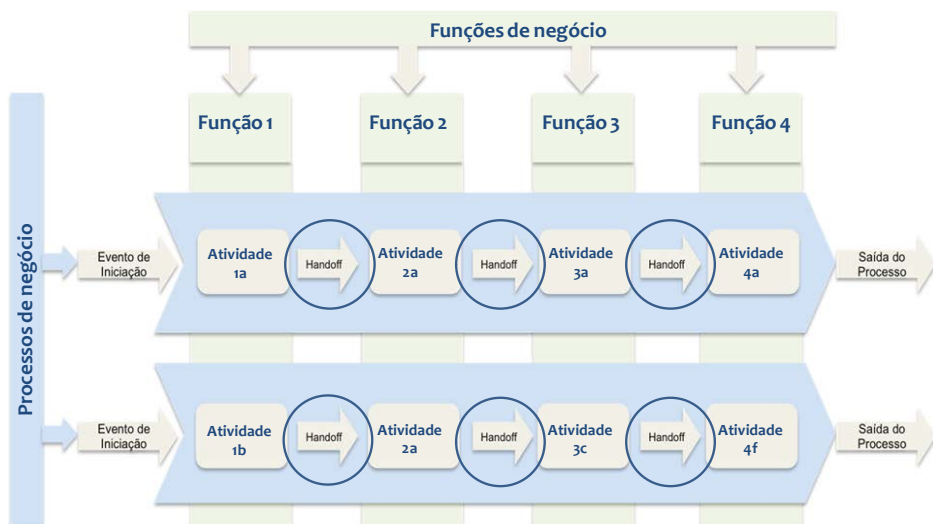 Funções de negócio
Função 1
Função 2
Função 3
Função 4
Processos de negócio
Evento de
Iniciação
Atividade
1a
Handoff
Atividade
2a
Handoff
Atividade
3a
Handoff
Atividade
4a
Saída do
Processo
Evento de
Iniciação
Atividade
1b
Handoff
Atividade
2a
Handoff
Atividade
3c
Handoff
Atividade
4f
Saída do
Processo